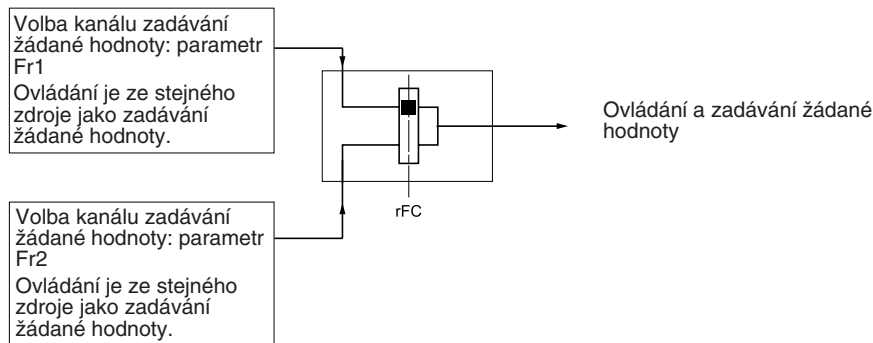 Volba kanálu zadávání
žádané hodnoty: parametr
Fr1
Ovládání je ze stejného
zdroje jako zadávání
žádané hodnoty.
Ovládání a zadávání žádané
hodnoty
rFC
Volba kanálu zadávání
žádané hodnoty: parametr
Fr2
Ovládání je ze stejného
zdroje jako zadávání
žádané hodnoty.